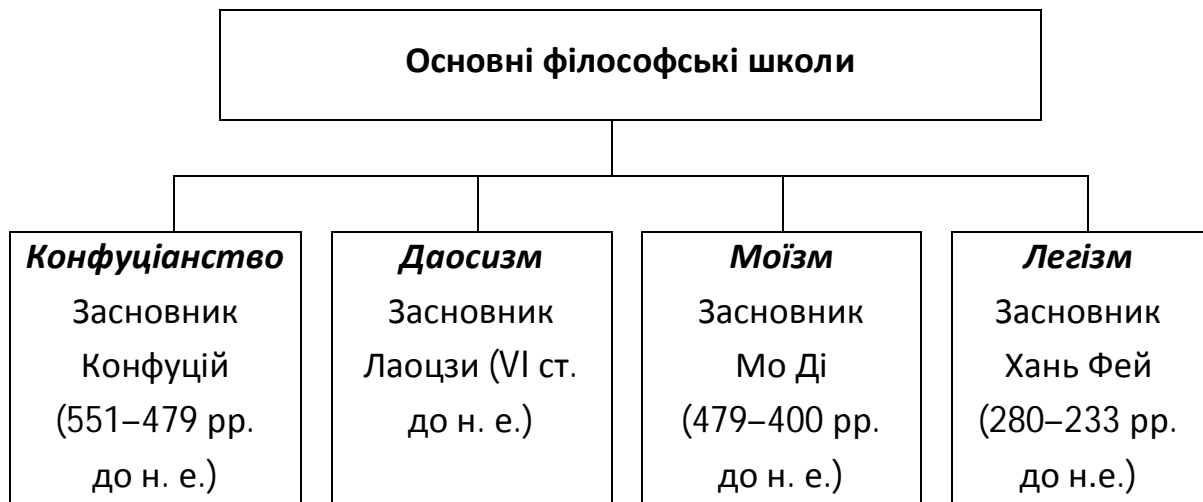 Основні філософські школи
Конфуціанство
Засновник
Конфуцій
(551–479 рр.
до н. е.)
Даосизм
Засновник
Лаоцзи (VI ст.
до н. е.)
Моїзм
Засновник
Мо Ді
(479–400 рр.
до н. е.)
Легізм
Засновник
Хань Фей
(280–233 рр.
до н.е.)